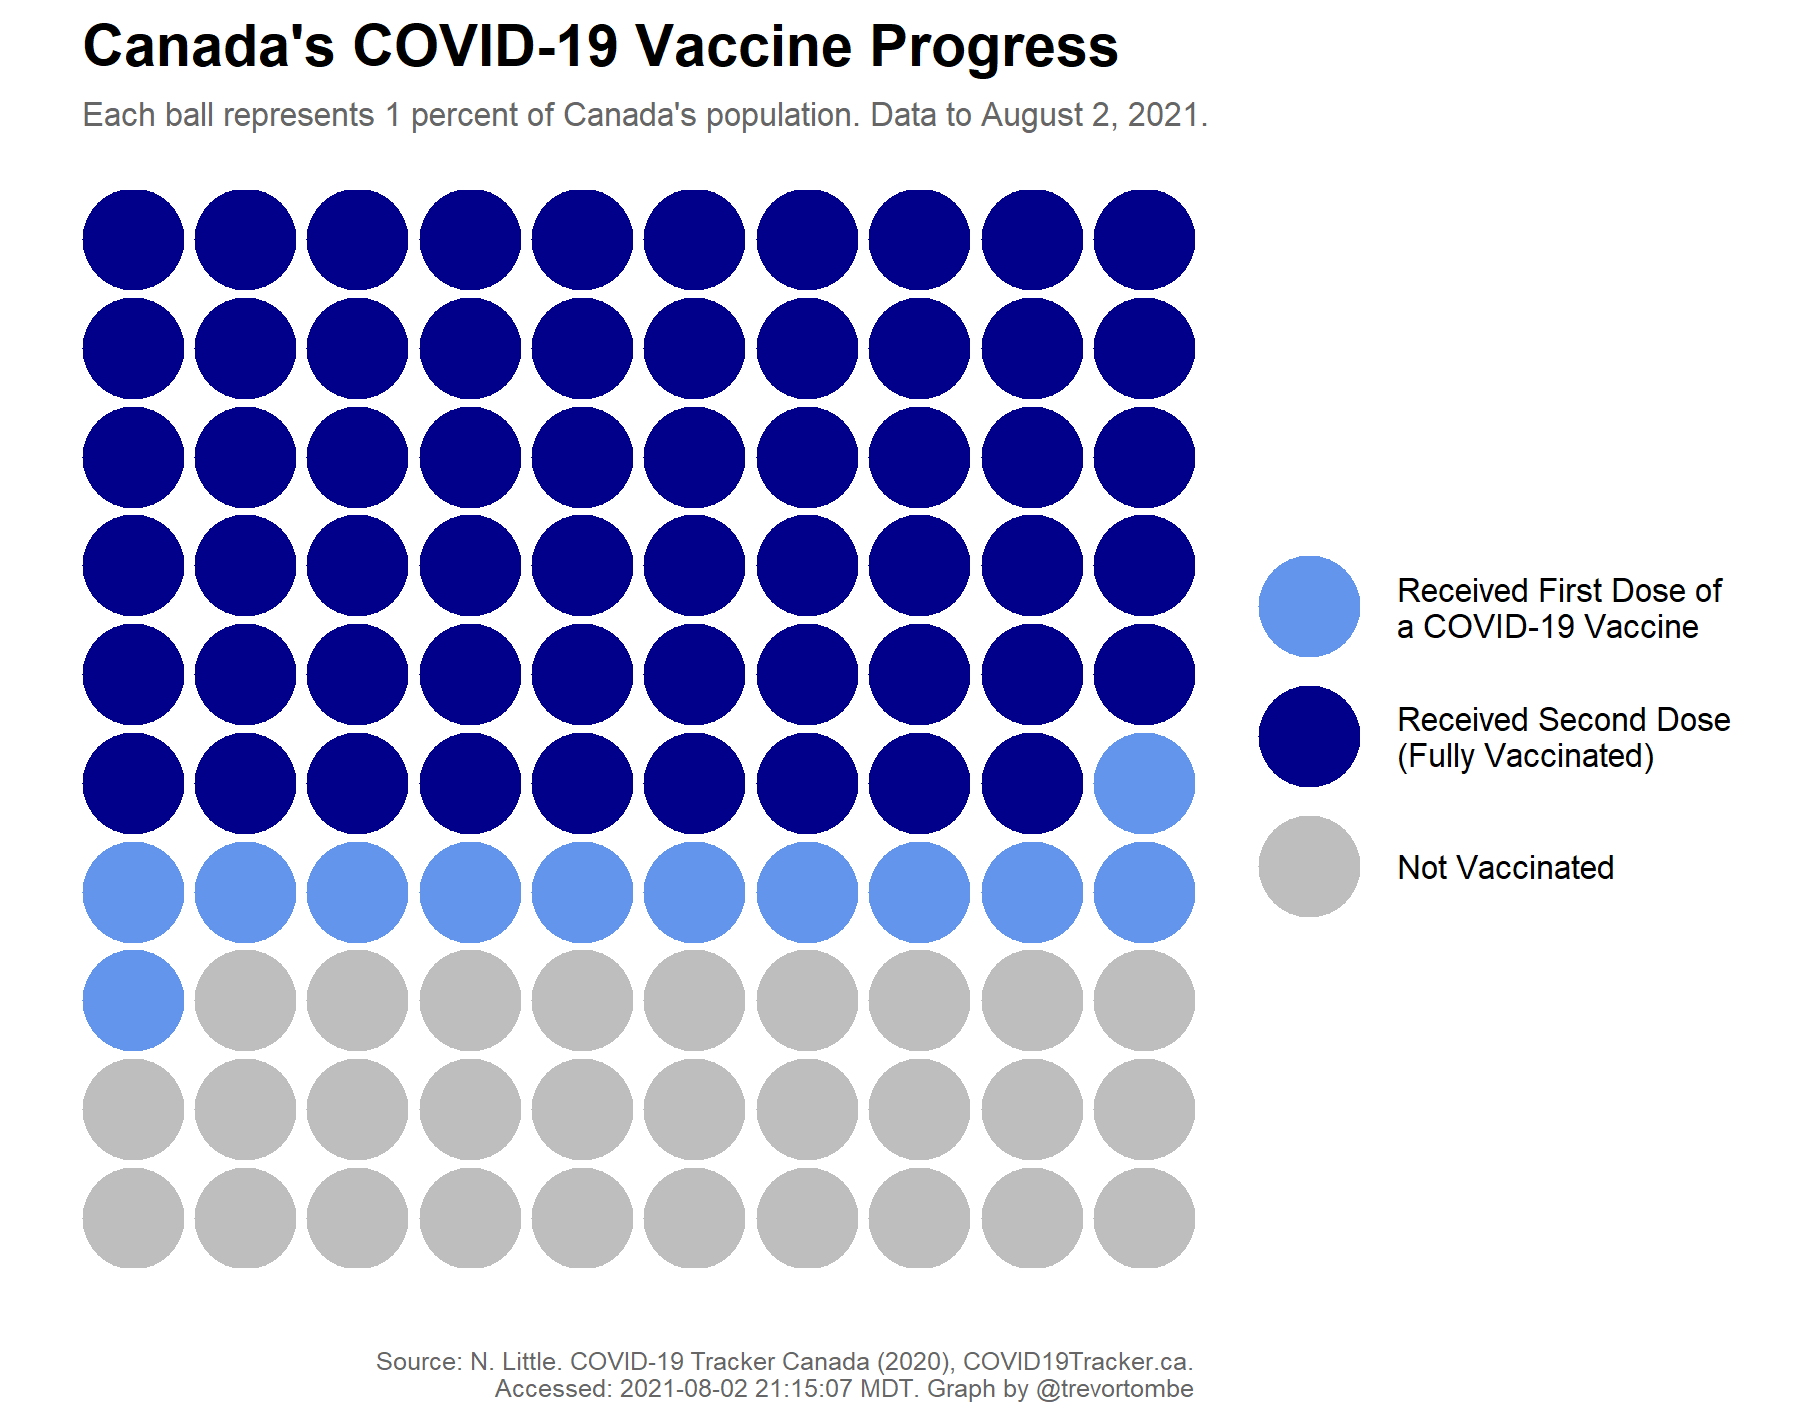 Canada's COVID-19 Vaccine Progress
Each ball represents 1 percent of Canada's population. Data to August 2, 2021.
Received First Dose of
a COVID-19 Vaccine
Received Second Dose
(Fully Vaccinated)
Not Vaccinated
Source: N. Little. COVID-19 Tracker Canada (2020), COVID19Tracker.ca.
Accessed: 2021-08-02 21:15:07 MDT. Graph by @trevortombe